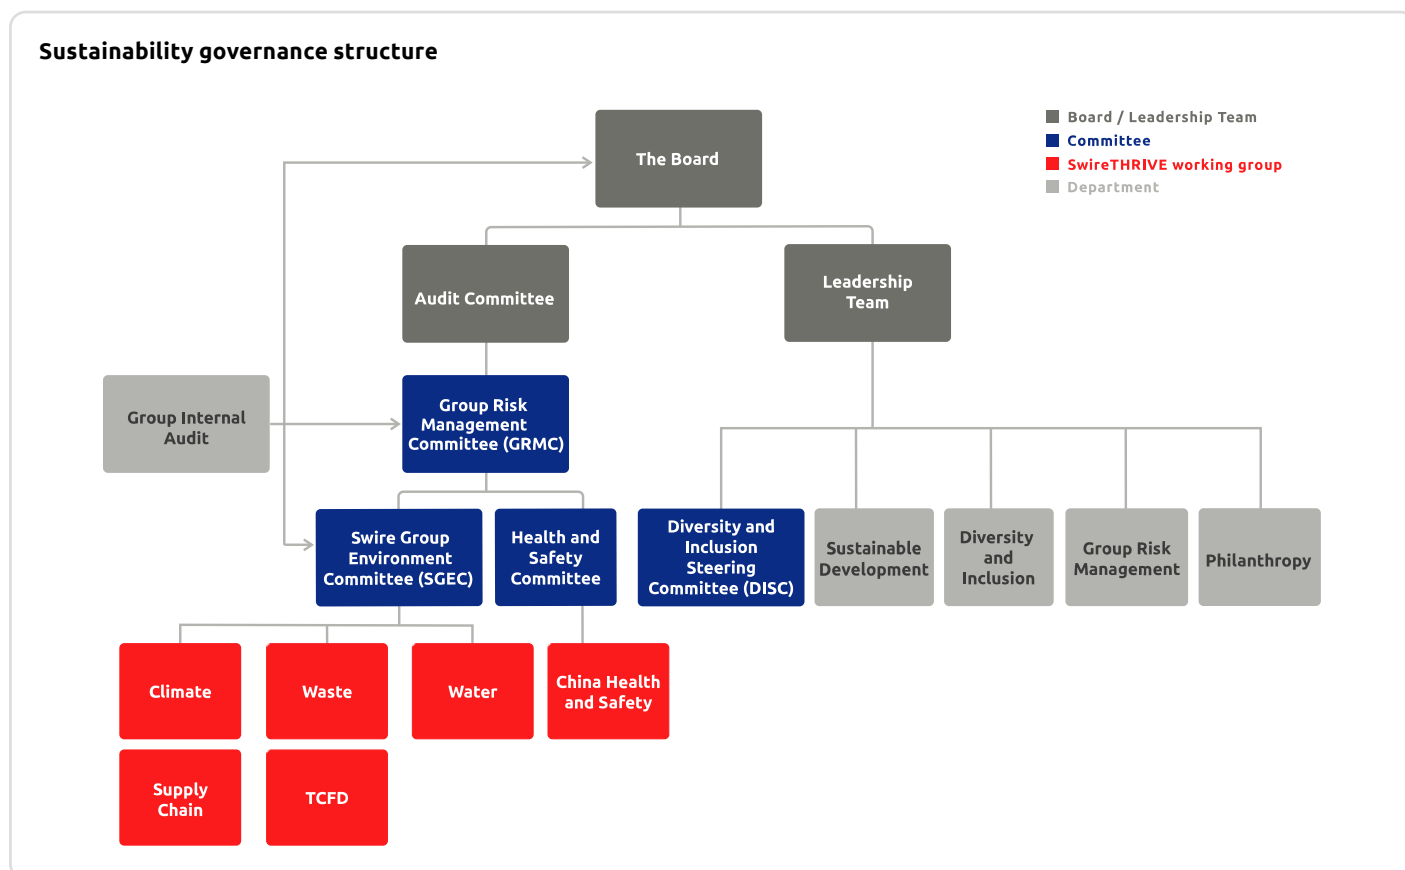 Sustainability governance structure
Board / Leadership Team
Committee
SwireTHRIVE working group
Department
The Board
Audit Committee
Leadership
Team
Group Internal
Audit
Group Risk
Management
Committee (GRMC)
Swire Group
Environment
Committee (SGEC)
Health and
Safety
Committee
Diversity and
Inclusion
Steering
Committee (DISC)
Sustainable
Development
Diversity
and
Inclusion
Group Risk
Management
Philanthropy
Climate
Waste
Water
China Health
and Safety
Supply
Chain
TCFD